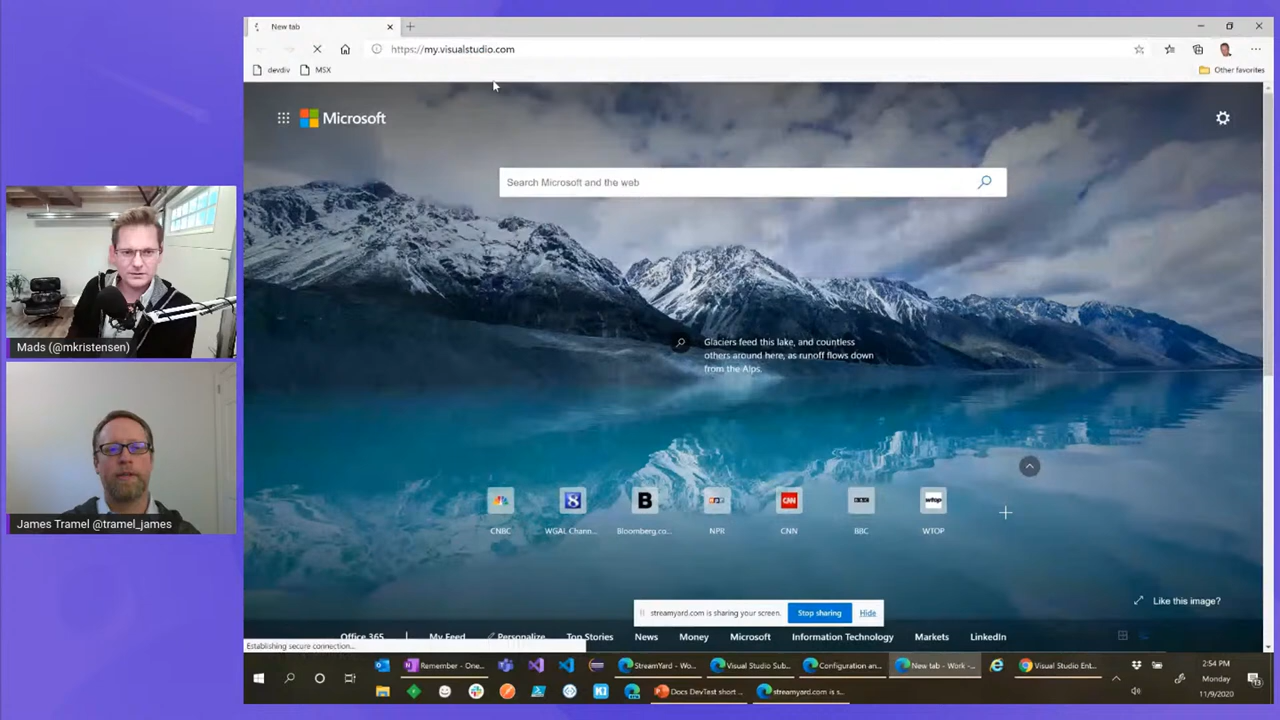 New tab
https://my.visualstudio.com
devdiv
MSX
Other favorites
Microsoft
Search Microsoft and the web
Glaciers feed this lake, and countless
others around here, as runoff flows down
from the Alps.
Mads (@mkristensen)
James Tramel @tramel_james
CNBC
WGAL Chann...
Bloomberg.co...
NPR
CNN
BBC
WTOP
Like this image?
streamyard.com is sharing your screen.
Stop sharing
Hide
Office 365
My Feed
Personalize
Top Stories
News
Money
Microsoft
Information Technology
Markets
LinkedIn
Establishing secure connection...
Remember - One...
StreamYard - Wo...
Visual Studio Sub...
Configuration an...
New tab - Work -...
Visual Studio Ent...
2:54 PM
Monday
11/9/2020
Docs DevTest short ...
streamyard.com is s...